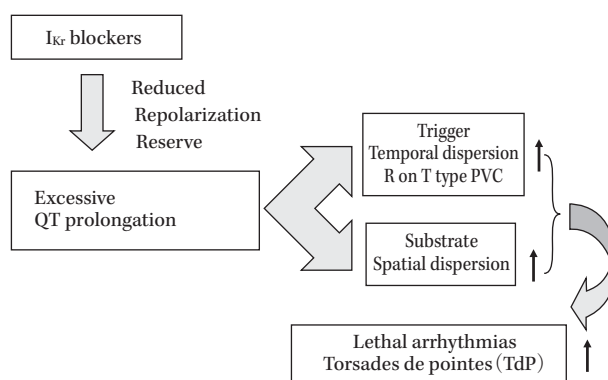 IKr blockers
Reduced
Repolarization
Reserve
Excessive
QT prolongation
Trigger
Temporal dispersion
R on T type PVC
Substrate
Spatial dispersion
Lethal arrhythmias
Torsades de pointes (TdP)